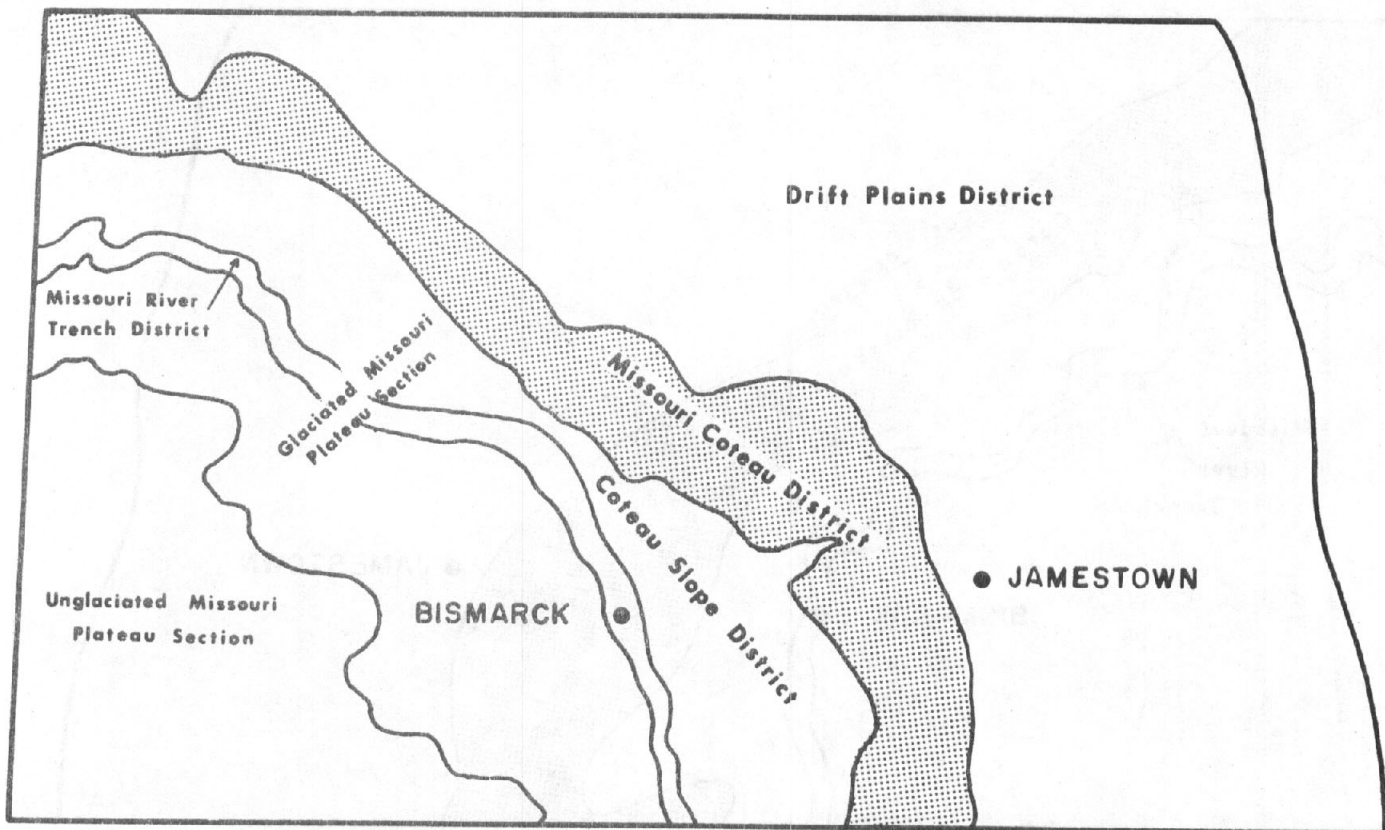 Drift Plains District
Missouri River
Trench District
Glaciated Missouri
Plateau Section
Missouri Coteau District
Coteau Slope District
JAMESTOWN
BISMARCK
Unglaciated Missouri
Plateau Section